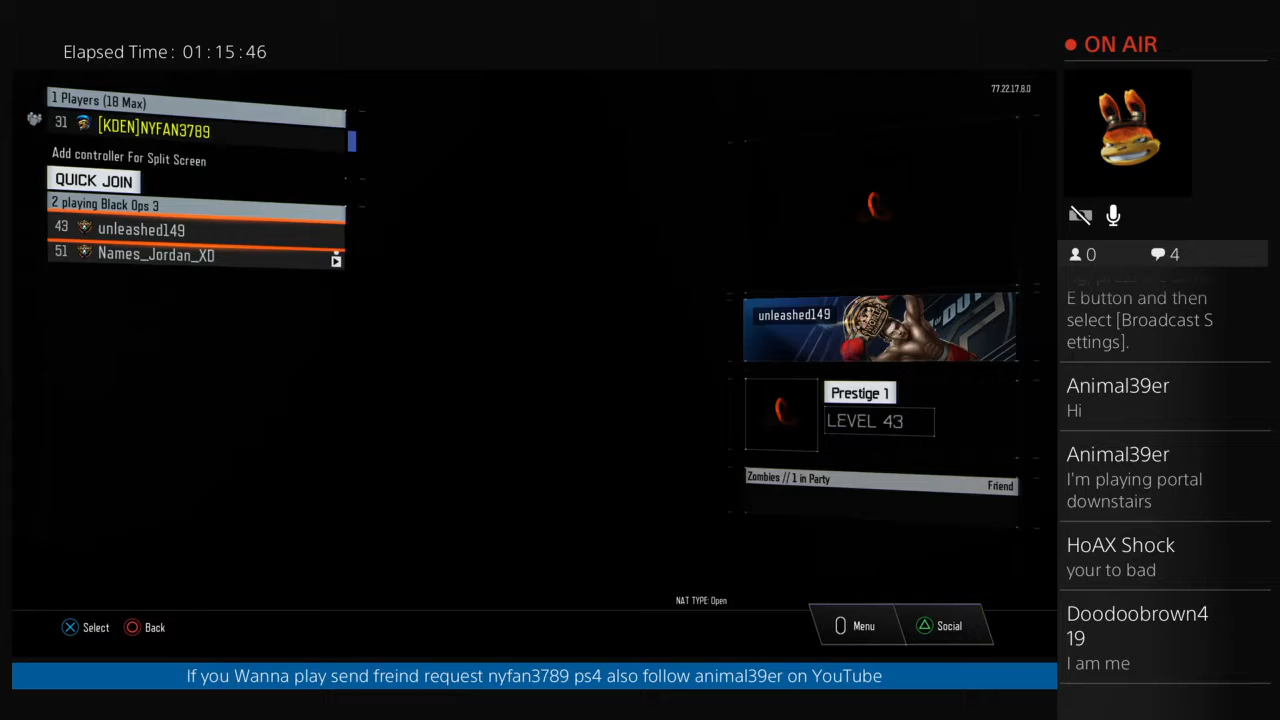 Elapsed Time: 01:15:46
ON AIR
77.22.17.8.0
1 Players (18 Max)
31 [KDEN]NYFAN3789
Add controller For Split Screen
QUICK JOIN
2 playing Black Ops 3
43 unleashed149
51 Names_Jordan_XD
unleashed149
Prestige 1
LEVEL 43
Zombies // 1 in Party Friend
NAT TYPE: Open
Select Back
Menu Social
If you Wanna play send freind request nyfan3789 ps4 also follow animal39er on YouTube
0 4
E button and then
select [Broadcast S
ettings].
Animal39er
Hi
Animal39er
I'm playing portal
downstairs
HoAX Shock
your to bad
Doodoobrown4
19
I am me